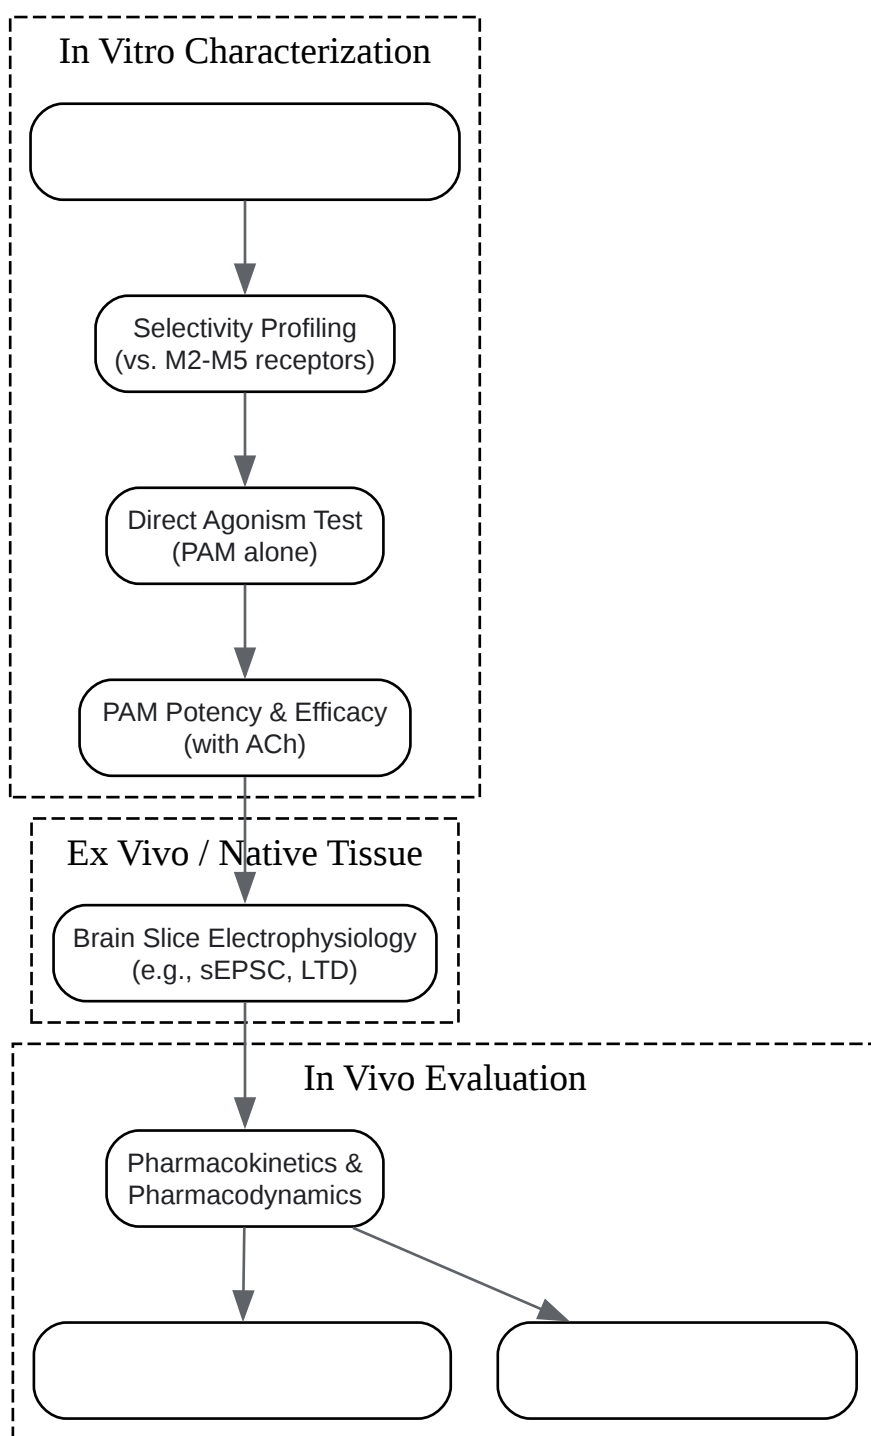 In Vitro Characterization
Selectivity Profiling
(vs. M2-M5 receptors)
Direct Agonism Test
(PAM alone)
PAM Potency & Efficacy
(with ACh)
Ex Vivo / Native Tissue
Brain Slice Electrophysiology
(e.g., sEPSC, LTD)
In Vivo Evaluation
Pharmacokinetics &
Pharmacodynamics